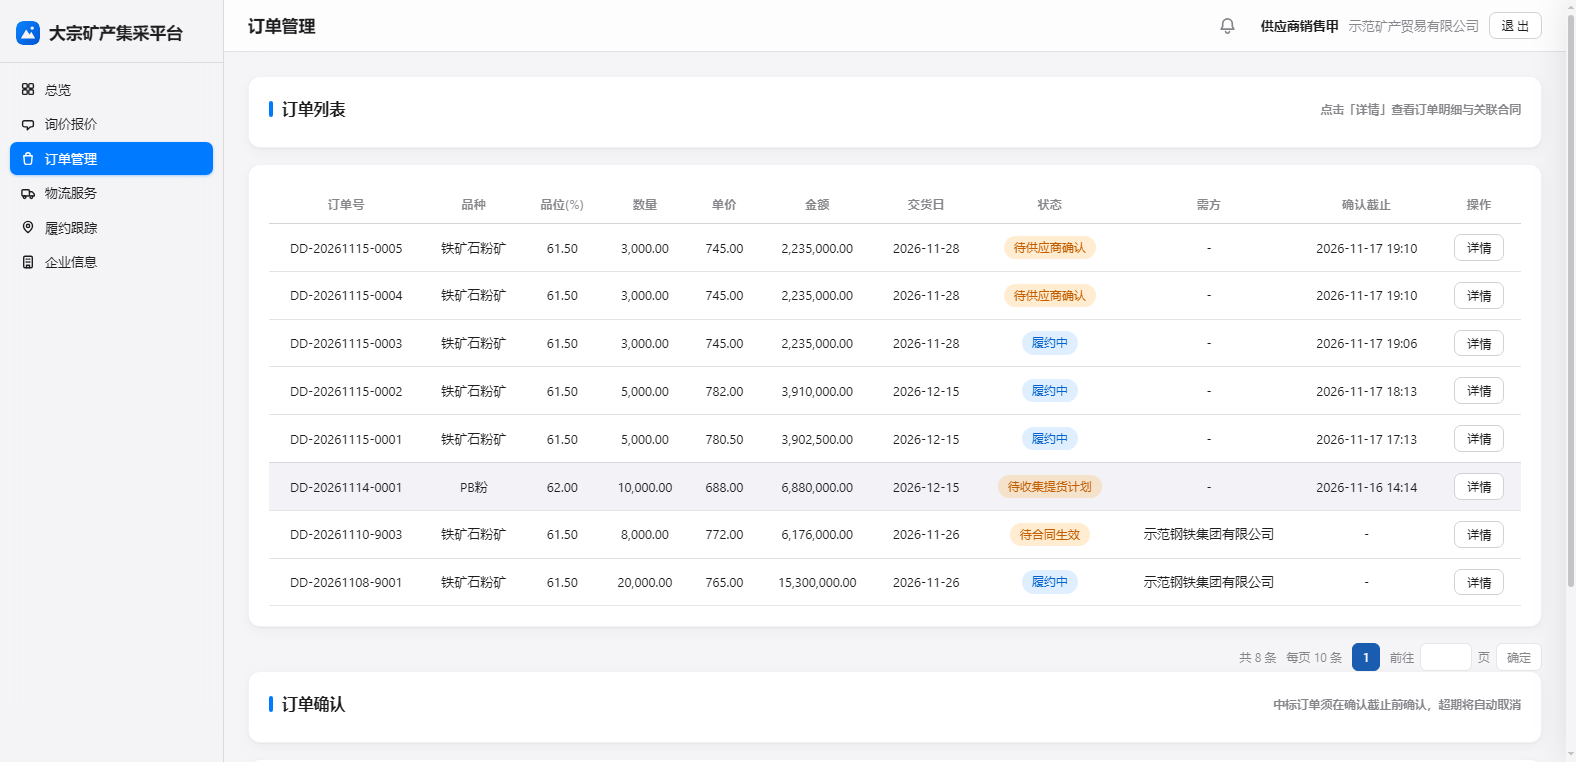 大宗矿产集采平台
总览
询价报价
订单管理
物流服务
履约跟踪
企业信息
订单管理
供应商销售甲 示范矿产贸易有限公司 退 出
订单列表
点击「详情」查看订单明细与关联合同
订单号 品种 品位(%) 数量 单价 金额 交货日 状态 需方 确认截止 操作
DD-20261115-0005 铁矿石粉矿 61.50 3,000.00 745.00 2,235,000.00 2026-11-28 待供应商确认 - 2026-11-17 19:10 详情
DD-20261115-0004 铁矿石粉矿 61.50 3,000.00 745.00 2,235,000.00 2026-11-28 待供应商确认 - 2026-11-17 19:10 详情
DD-20261115-0003 铁矿石粉矿 61.50 3,000.00 745.00 2,235,000.00 2026-11-28 履约中 - 2026-11-17 19:06 详情
DD-20261115-0002 铁矿石粉矿 61.50 5,000.00 782.00 3,910,000.00 2026-12-15 履约中 - 2026-11-17 18:13 详情
DD-20261115-0001 铁矿石粉矿 61.50 5,000.00 780.50 3,902,500.00 2026-12-15 履约中 - 2026-11-17 17:13 详情
DD-20261114-0001 PB粉 62.00 10,000.00 688.00 6,880,000.00 2026-12-15 待收集提货计划 - 2026-11-16 14:14 详情
DD-20261110-9003 铁矿石粉矿 61.50 8,000.00 772.00 6,176,000.00 2026-11-26 待合同生效 示范钢铁集团有限公司 - 详情
DD-20261108-9001 铁矿石粉矿 61.50 20,000.00 765.00 15,300,000.00 2026-11-26 履约中 示范钢铁集团有限公司 - 详情
共 8 条 每页 10 条 1 前往 页 确定
订单确认
中标订单须在确认截止前确认，超期将自动取消